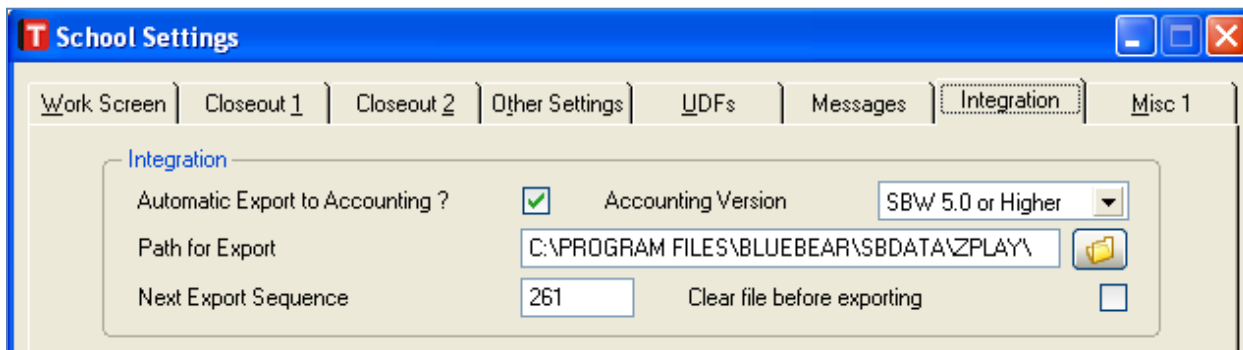 T School Settings
Work Screen Closeout 1 Closeout 2 Other Settings UDFs Messages Integration Misc 1
Integration
Automatic Export to Accounting ? Accounting Version SBW 5.0 or Higher
Path for Export C:\PROGRAM FILES\BLUEBEAR\SBDATA\ZPLAY\
Next Export Sequence 261 Clear file before exporting